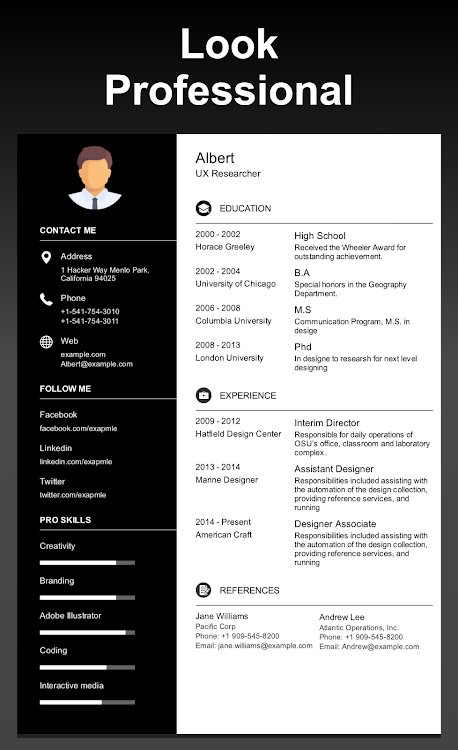 Look
Professional
CONTACT ME
Address
1 Hacker Way Menlo Park,
California 94025
Phone
+1-541-754-3010
+1-541-754-3011
Web
example.com
Albert@example.com
FOLLOW ME
Facebook
facebook.com/exapmle
Linkedin
linkedin.com/exapmle
Twitter
twitter.com/exapmle
PRO SKILLS
Creativity
Branding
Adobe Illustrator
Coding
Interactive media
Albert
UX Researcher
EDUCATION
2000 - 2002
Horace Greeley
High School
Received the Wheeler Award for
outstanding achievement.
2002 - 2004
University of Chicago
B.A
Special honors in the Geography
Department.
2006 - 2008
Columbia University
M.S
Communication Program, M.S. in
design
2008 - 2013
London University
Phd
In designe to researsh for next level
designing
EXPERIENCE
2009 - 2012
Hatfield Design Center
Interim Director
Responsible for daily operations of
OSU's office, classroom and laboratory
complex.
2013 - 2014
Marine Designer
Assistant Designer
Responsibilities included assisting with
the automation of the design collection,
providing reference services, and
running
2014 - Present
American Craft
Designer Associate
Responsibilities included assisting with
the automation of the design collection,
providing reference services, and
running
REFERENCES
Jane Williams
Pacific Corp
Phone: +1 909-545-8200
Email: jane.williams@example.com
Andrew Lee
Atlantic Operations, Inc.
Phone: +1 909-545-8200
Email: Andrew@example.com